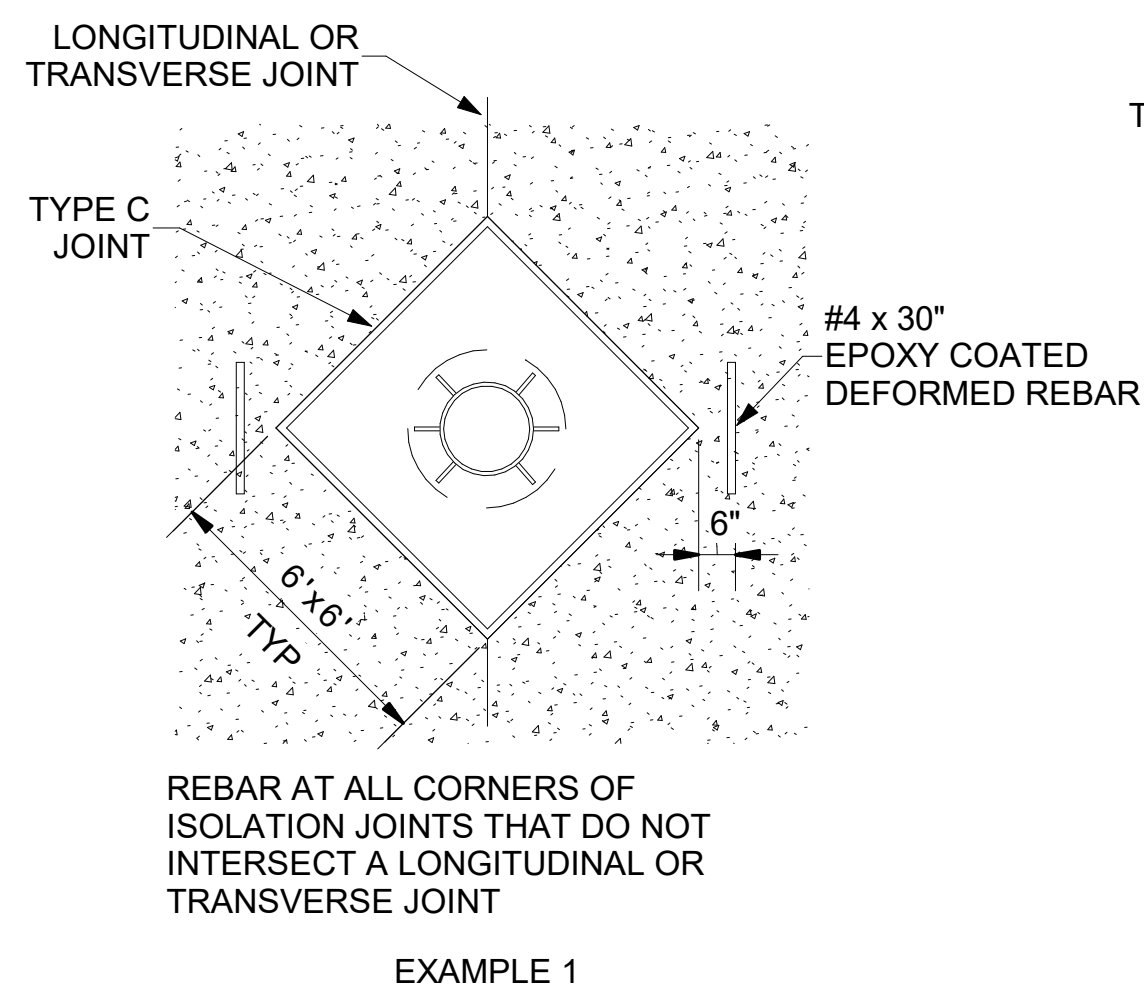 LONGITUDINAL OR
TRANSVERSE JOINT
T
TYPE C
JOINT
#4 x 30"
EPOXY COATED
DEFORMED REBAR
6"
6'x6'
TYP
REBAR AT ALL CORNERS OF
ISOLATION JOINTS THAT DO NOT
INTERSECT A LONGITUDINAL OR
TRANSVERSE JOINT
EXAMPLE 1